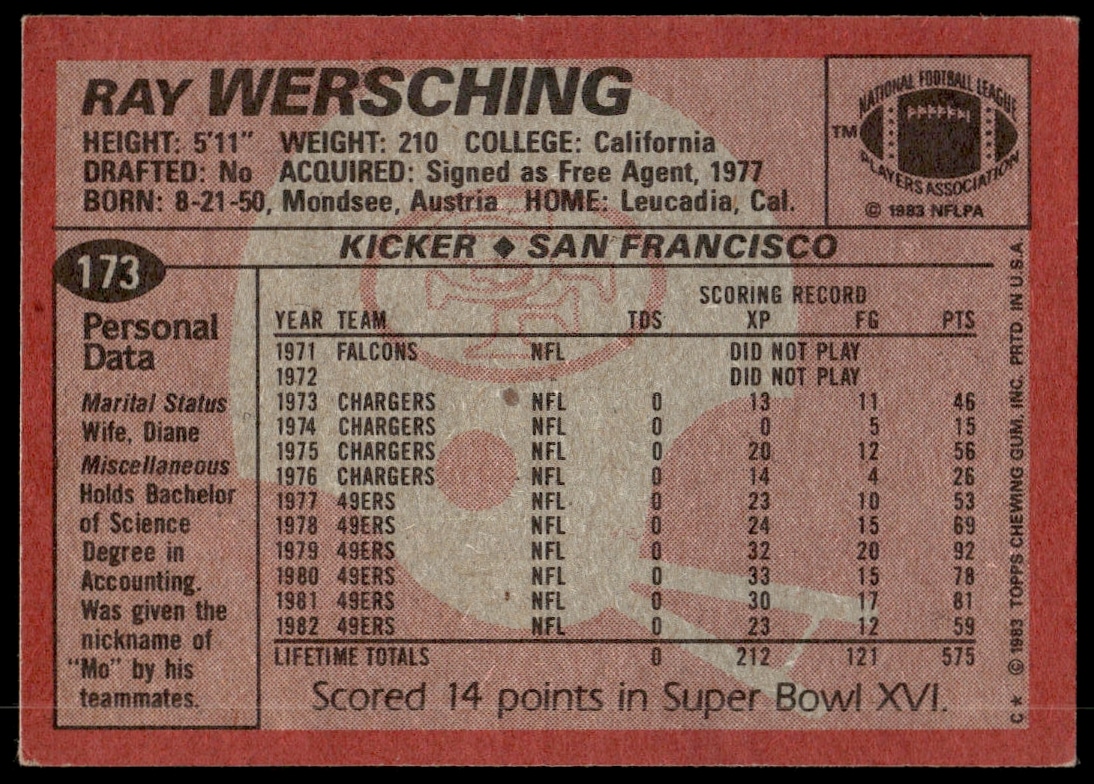 RAY WERSCHING
HEIGHT: 5'11" WEIGHT: 210 COLLEGE: California
DRAFTED: No ACQUIRED: Signed as Free Agent, 1977
BORN: 8-21-50, Mondsee, Austria HOME: Leucadia, Cal.
NATIONAL FOOTBALL LEAGUE
TM
PLAYERS ASSOCIATION
© 1983 NFLPA
KICKER ◆ SAN FRANCISCO
173
Personal
Data
Marital Status
Wife, Diane
Miscellaneous
Holds Bachelor
of Science
Degree in
Accounting.
Was given the
nickname of
"Mo" by his
teammates.
SCORING RECORD
YEAR TEAM TDS XP FG PTS
1971 FALCONS NFL DID NOT PLAY
1972 DID NOT PLAY
1973 CHARGERS NFL 0 13 11 46
1974 CHARGERS NFL 0 0 5 15
1975 CHARGERS NFL 0 20 12 56
1976 CHARGERS NFL 0 14 4 26
1977 49ERS NFL 0 23 10 53
1978 49ERS NFL 0 24 15 69
1979 49ERS NFL 0 32 20 92
1980 49ERS NFL 0 33 15 78
1981 49ERS NFL 0 30 17 81
1982 49ERS NFL 0 23 12 59
LIFETIME TOTALS 0 212 121 575
Scored 14 points in Super Bowl XVI.
C★ © 1983 TOPPS CHEWING GUM, INC. PRTD IN U.S.A.
SF